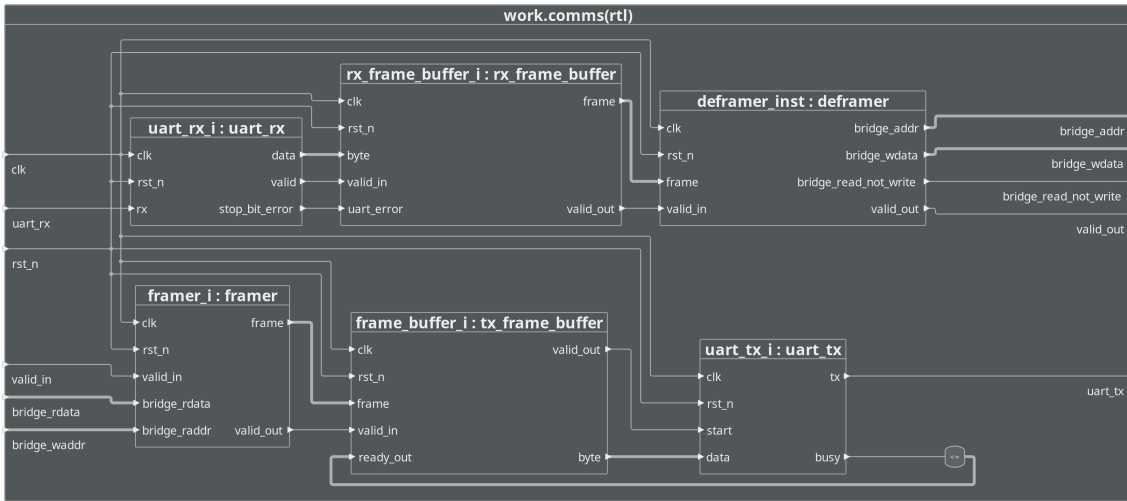 work.comms(rtl)
rx_frame_buffer_i : rx_frame_buffer
clk
frame
rst_n
byte
valid_in
uart_error
valid_out
deframer_inst : deframer
clk
bridge_addr
rst_n
bridge_wdata
frame
bridge_read_not_write
valid_in
valid_out
uart_rx_i : uart_rx
clk
data
rst_n
valid
rx
stop_bit_error
clk
uart_rx
rst_n
bridge_addr
bridge_wdata
bridge_read_not_write
valid_out
framer_i : framer
clk
frame
rst_n
valid_in
bridge_rdata
bridge_raddr
valid_out
frame_buffer_i : tx_frame_buffer
clk
valid_out
rst_n
frame
valid_in
ready_out
byte
uart_tx_i : uart_tx
clk
tx
rst_n
start
data
busy
<=
valid_in
bridge_rdata
bridge_waddr
uart_tx